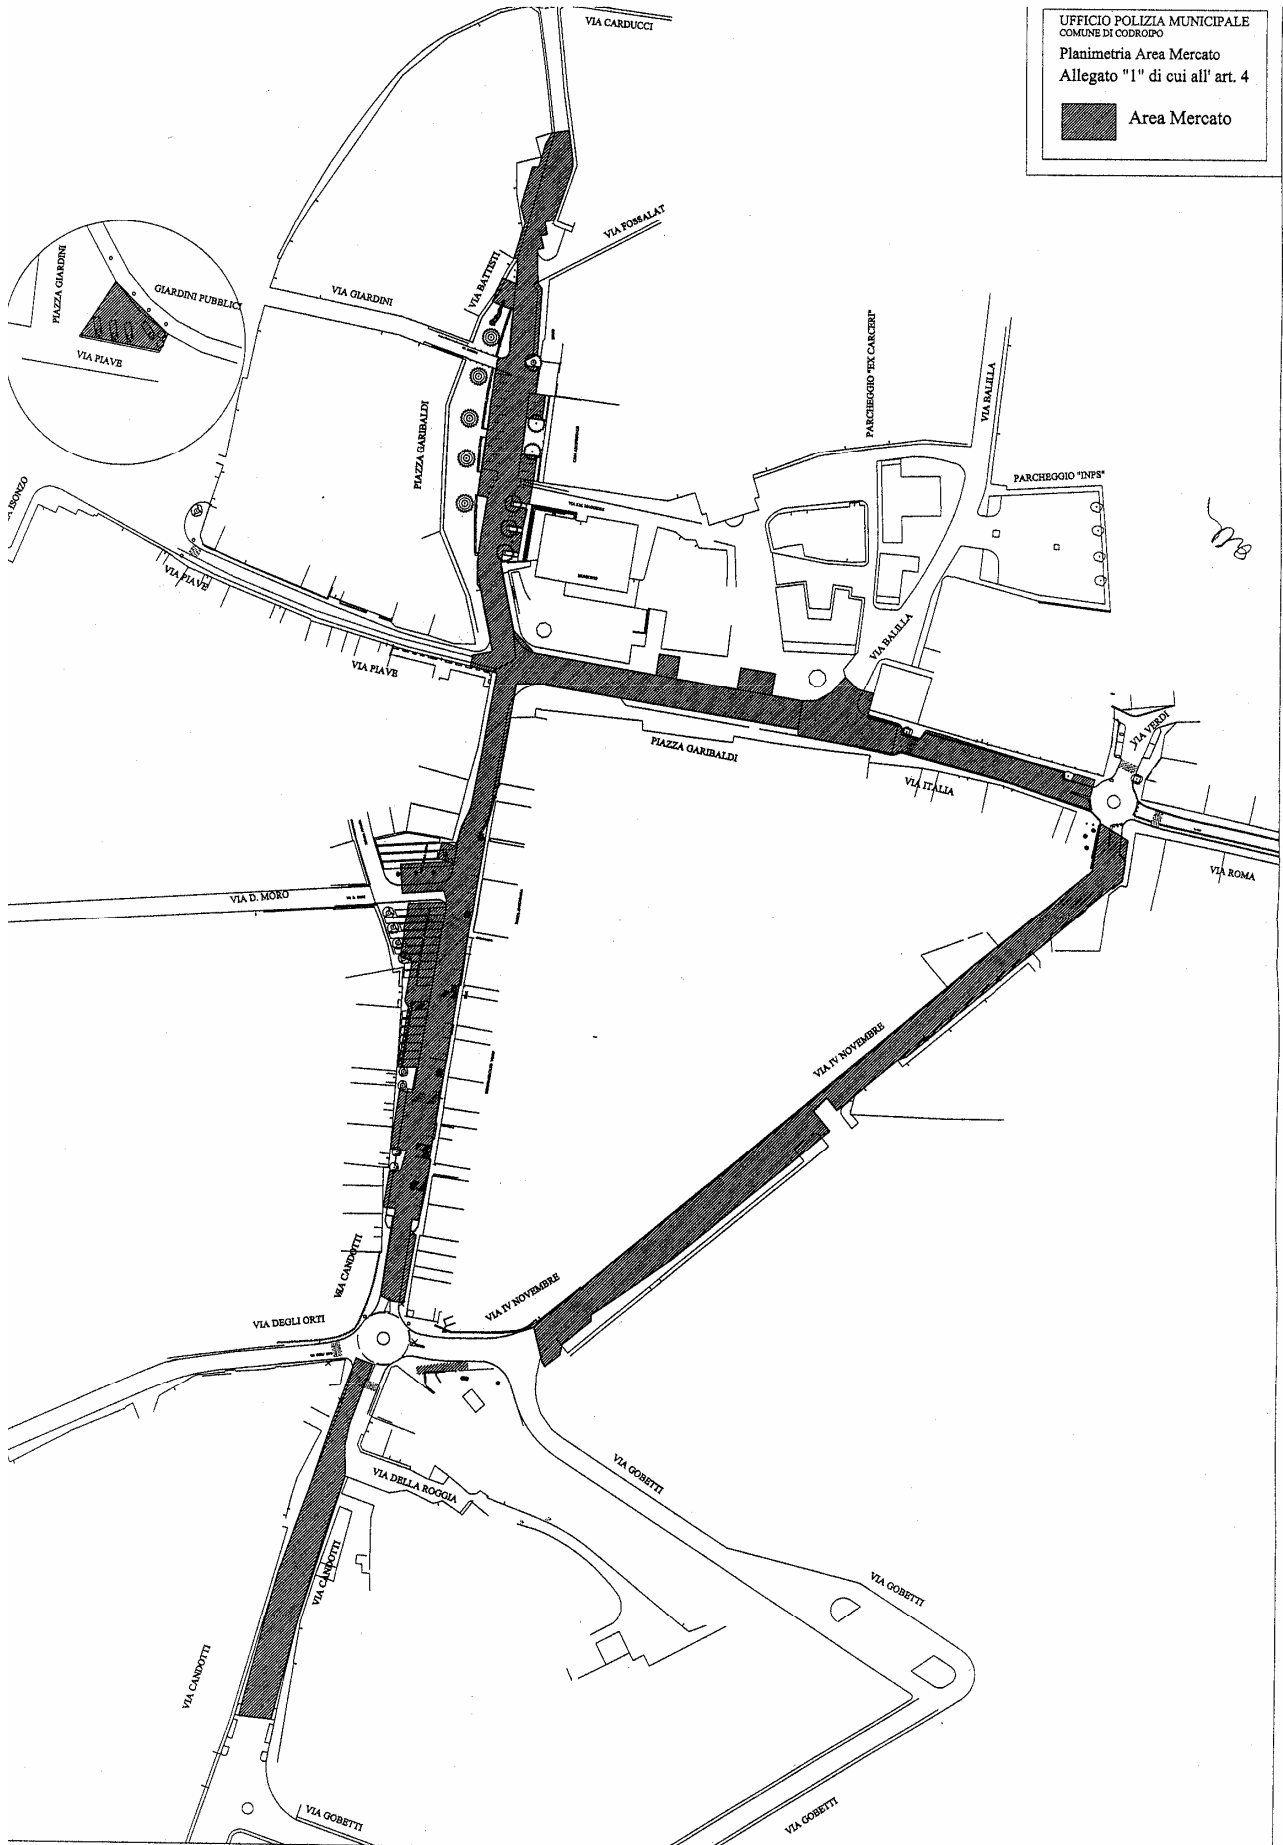 UFFICIO POLIZIA MUNICIPALE
COMUNE DI CODROIPO
Planimetria Area Mercato
Allegato "1" di cui all' art. 4
Area Mercato
VIA CARDUCCI
VIA FOSSALAT
VIA BATTISTI
PIAZZA GIARDINI
GIARDINI PUBBLICI
VIA PIAVE
VIA GIARDINI
PARCHEGGIO "EX CARCERI"
VIA BALILLA
PIAZZA GARIBALDI
PARCHEGGIO "INPS"
ISONZO
MUNICIPIO
VIA PIAVE
VIA BALILLA
VIA PIAVE
VIA VERDI
PIAZZA GARIBALDI
VIA ITALIA
VIA ROMA
VIA D. MORO
VIA IV NOVEMBRE
VIA CANDOTTI
VIA IV NOVEMBRE
VIA DEGLI ORTI
VIA GOBETTI
VIA DELLA ROGGIA
VIA CANDOTTI
VIA GOBETTI
VIA CANDOTTI
VIA GOBETTI
VIA GOBETTI